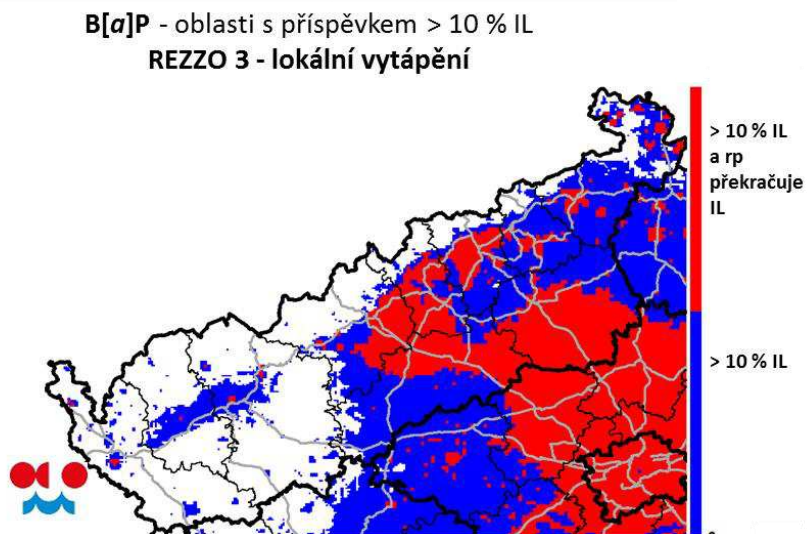 B[a]P - oblasti s příspěvkem > 10 % IL
REZZO 3 - lokální vytápění
> 10 % IL
a rp
překračuje
IL
> 10 % IL